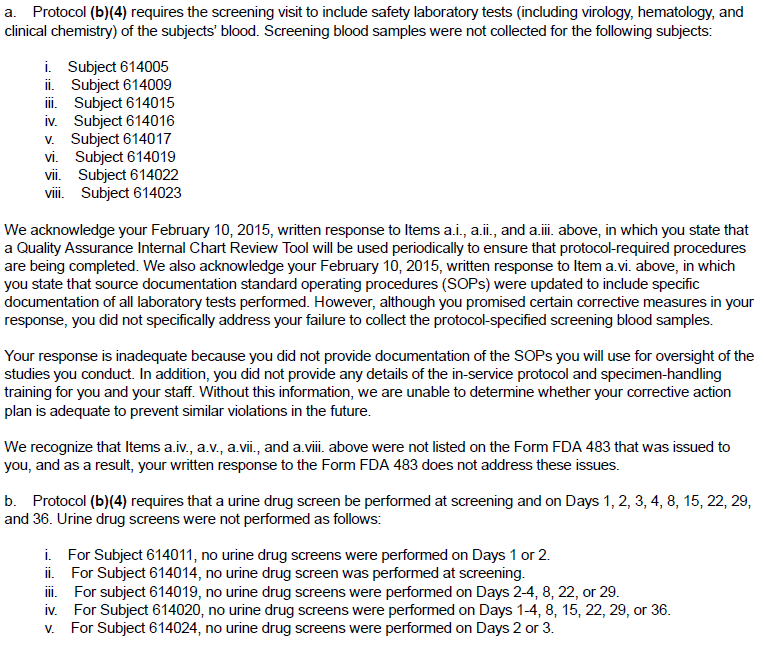 a. Protocol (b)(4) requires the screening visit to include safety laboratory tests (including virology, hematology, and
clinical chemistry) of the subjects' blood. Screening blood samples were not collected for the following subjects:
i. Subject 614005
ii. Subject 614009
iii. Subject 614015
iv. Subject 614016
v. Subject 614017
vi. Subject 614019
vii. Subject 614022
viii. Subject 614023
We acknowledge your February 10, 2015, written response to Items a.i., a.ii., and a.iii. above, in which you state that
a Quality Assurance Internal Chart Review Tool will be used periodically to ensure that protocol-required procedures
are being completed. We also acknowledge your February 10, 2015, written response to Item a.vi. above, in which
you state that source documentation standard operating procedures (SOPs) were updated to include specific
documentation of all laboratory tests performed. However, although you promised certain corrective measures in your
response, you did not specifically address your failure to collect the protocol-specified screening blood samples.
Your response is inadequate because you did not provide documentation of the SOPs you will use for oversight of the
studies you conduct. In addition, you did not provide any details of the in-service protocol and specimen-handling
training for you and your staff. Without this information, we are unable to determine whether your corrective action
plan is adequate to prevent similar violations in the future.
We recognize that Items a.iv., a.v., a.vii., and a.viii. above were not listed on the Form FDA 483 that was issued to
you, and as a result, your written response to the Form FDA 483 does not address these issues.
b. Protocol (b)(4) requires that a urine drug screen be performed at screening and on Days 1, 2, 3, 4, 8, 15, 22, 29,
and 36. Urine drug screens were not performed as follows:
i. For Subject 614011, no urine drug screens were performed on Days 1 or 2.
ii. For Subject 614014, no urine drug screen was performed at screening.
iii. For subject 614019, no urine drug screens were performed on Days 2-4, 8, 22, or 29.
iv. For Subject 614020, no urine drug screens were performed on Days 1-4, 8, 15, 22, 29, or 36.
v. For Subject 614024, no urine drug screens were performed on Days 2 or 3.